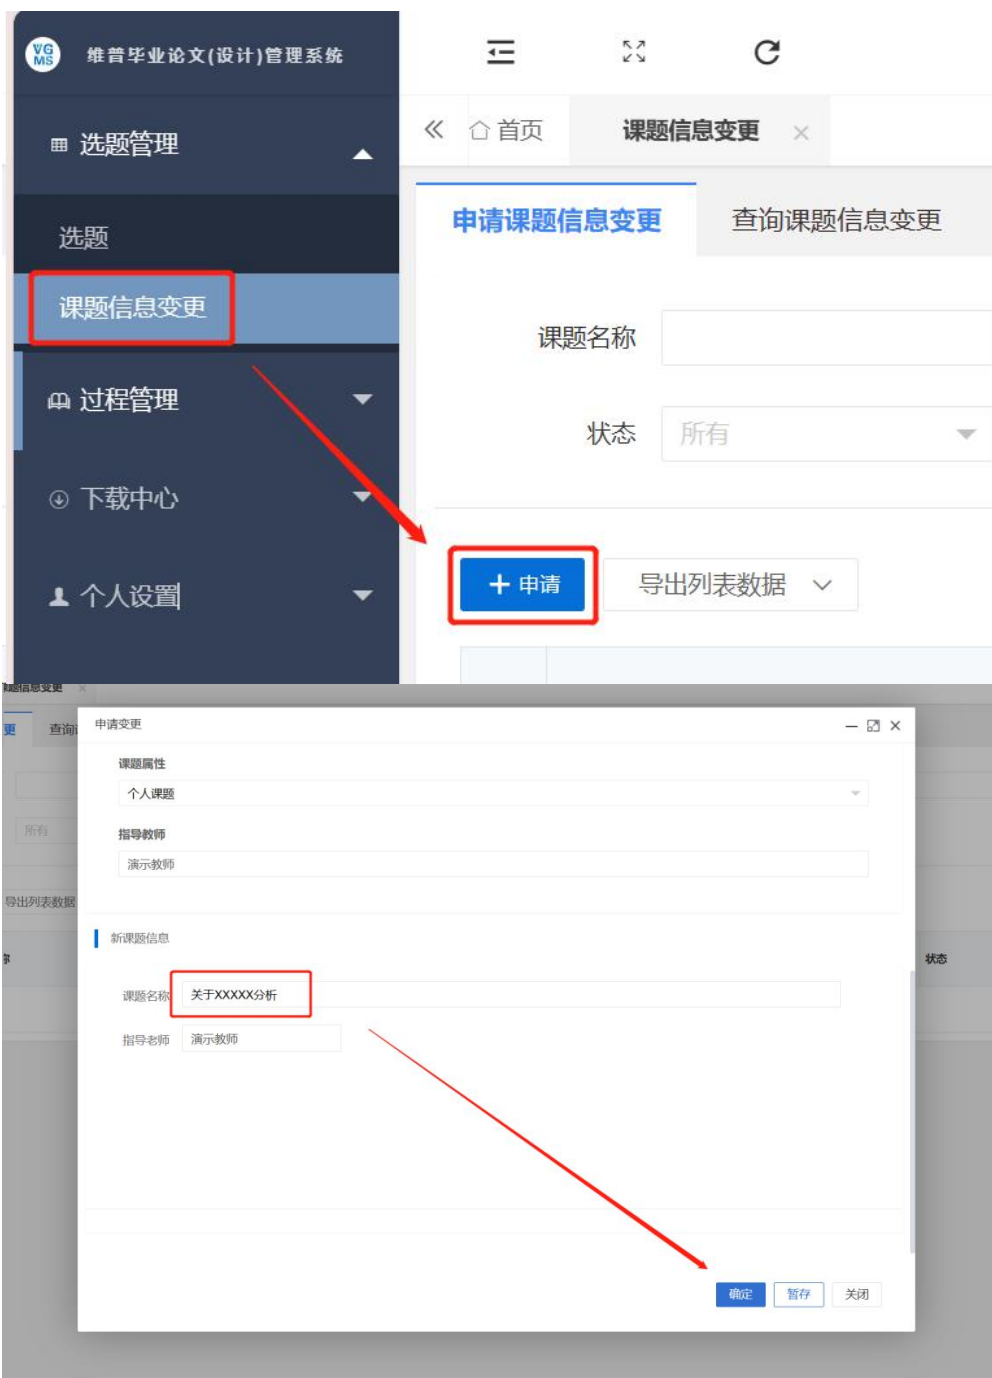 VG
MS
维普毕业论文(设计)管理系统
选题管理
首页
课题信息变更
选题
申请课题信息变更
查询课题信息变更
课题信息变更
课题名称
过程管理
状态
所有
下载中心
申请
导出列表数据
个人设置
课题信息变更
更
查询
申请变更
课题属性
个人课题
所有
指导教师
演示教师
导出列表数据
新课题信息
称
状态
课题名称
关于XXXXX分析
指导老师
演示教师
确定
暂存
关闭